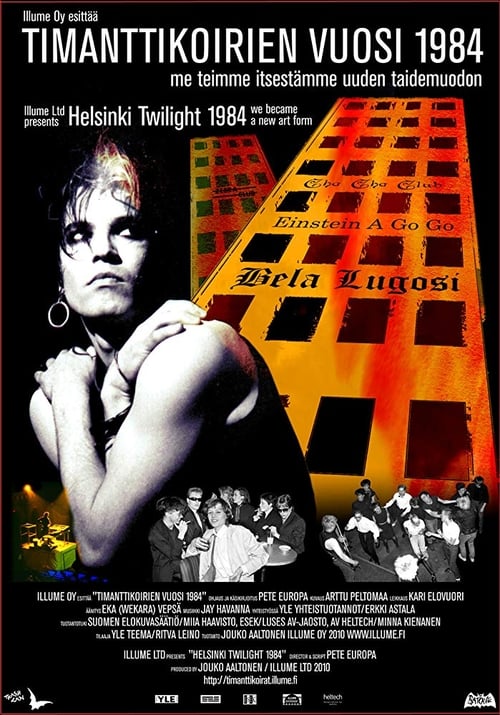 Illume Oy esittää
TIMANTTIKOIRIEN VUOSI 1984
me teimme itsestämme uuden taidemuodon
Illume Ltd presents Helsinki Twilight 1984 we became a new art form
Cha Cha Club
Einstein A Go Go
Bela Lugosi
ILLUME OY ESITTÄÄ "TIMANTTIKOIRIEN VUOSI 1984" OHJAUS JA KÄSIKIRJOITUS PETE EUROPA KUVAUS ARTTU PELTOMAA LEIKKAUS KARI ELOVUORI
ÄÄNITYS EKA (WEKARA) VEPSÄ MUSIIKKI JAY HAVANNA YHTEISTYÖSSÄ YLE YHTEISTUOTANNOT/ERKKI ASTALA
TUOTANTOTUKI SUOMEN ELOKUVASÄÄTIÖ/MIIA HAAVISTO, ESEK/LUSES AV-JAOSTO, AV HELTECH/MINNA KIENANEN
TILAAJA YLE TEEMA/RITVA LEINO TUOTANTO JOUKO AALTONEN ILLUME OY 2010 WWW.ILLUME.FI
ILLUME LTD PRESENTS "HELSINKI TWILIGHT 1984" DIRECTOR & SCRIPT PETE EUROPA
PRODUCED BY JOUKO AALTONEN / ILLUME LTD 2010
http://timanttikoirat.illume.fi
YLE heltech